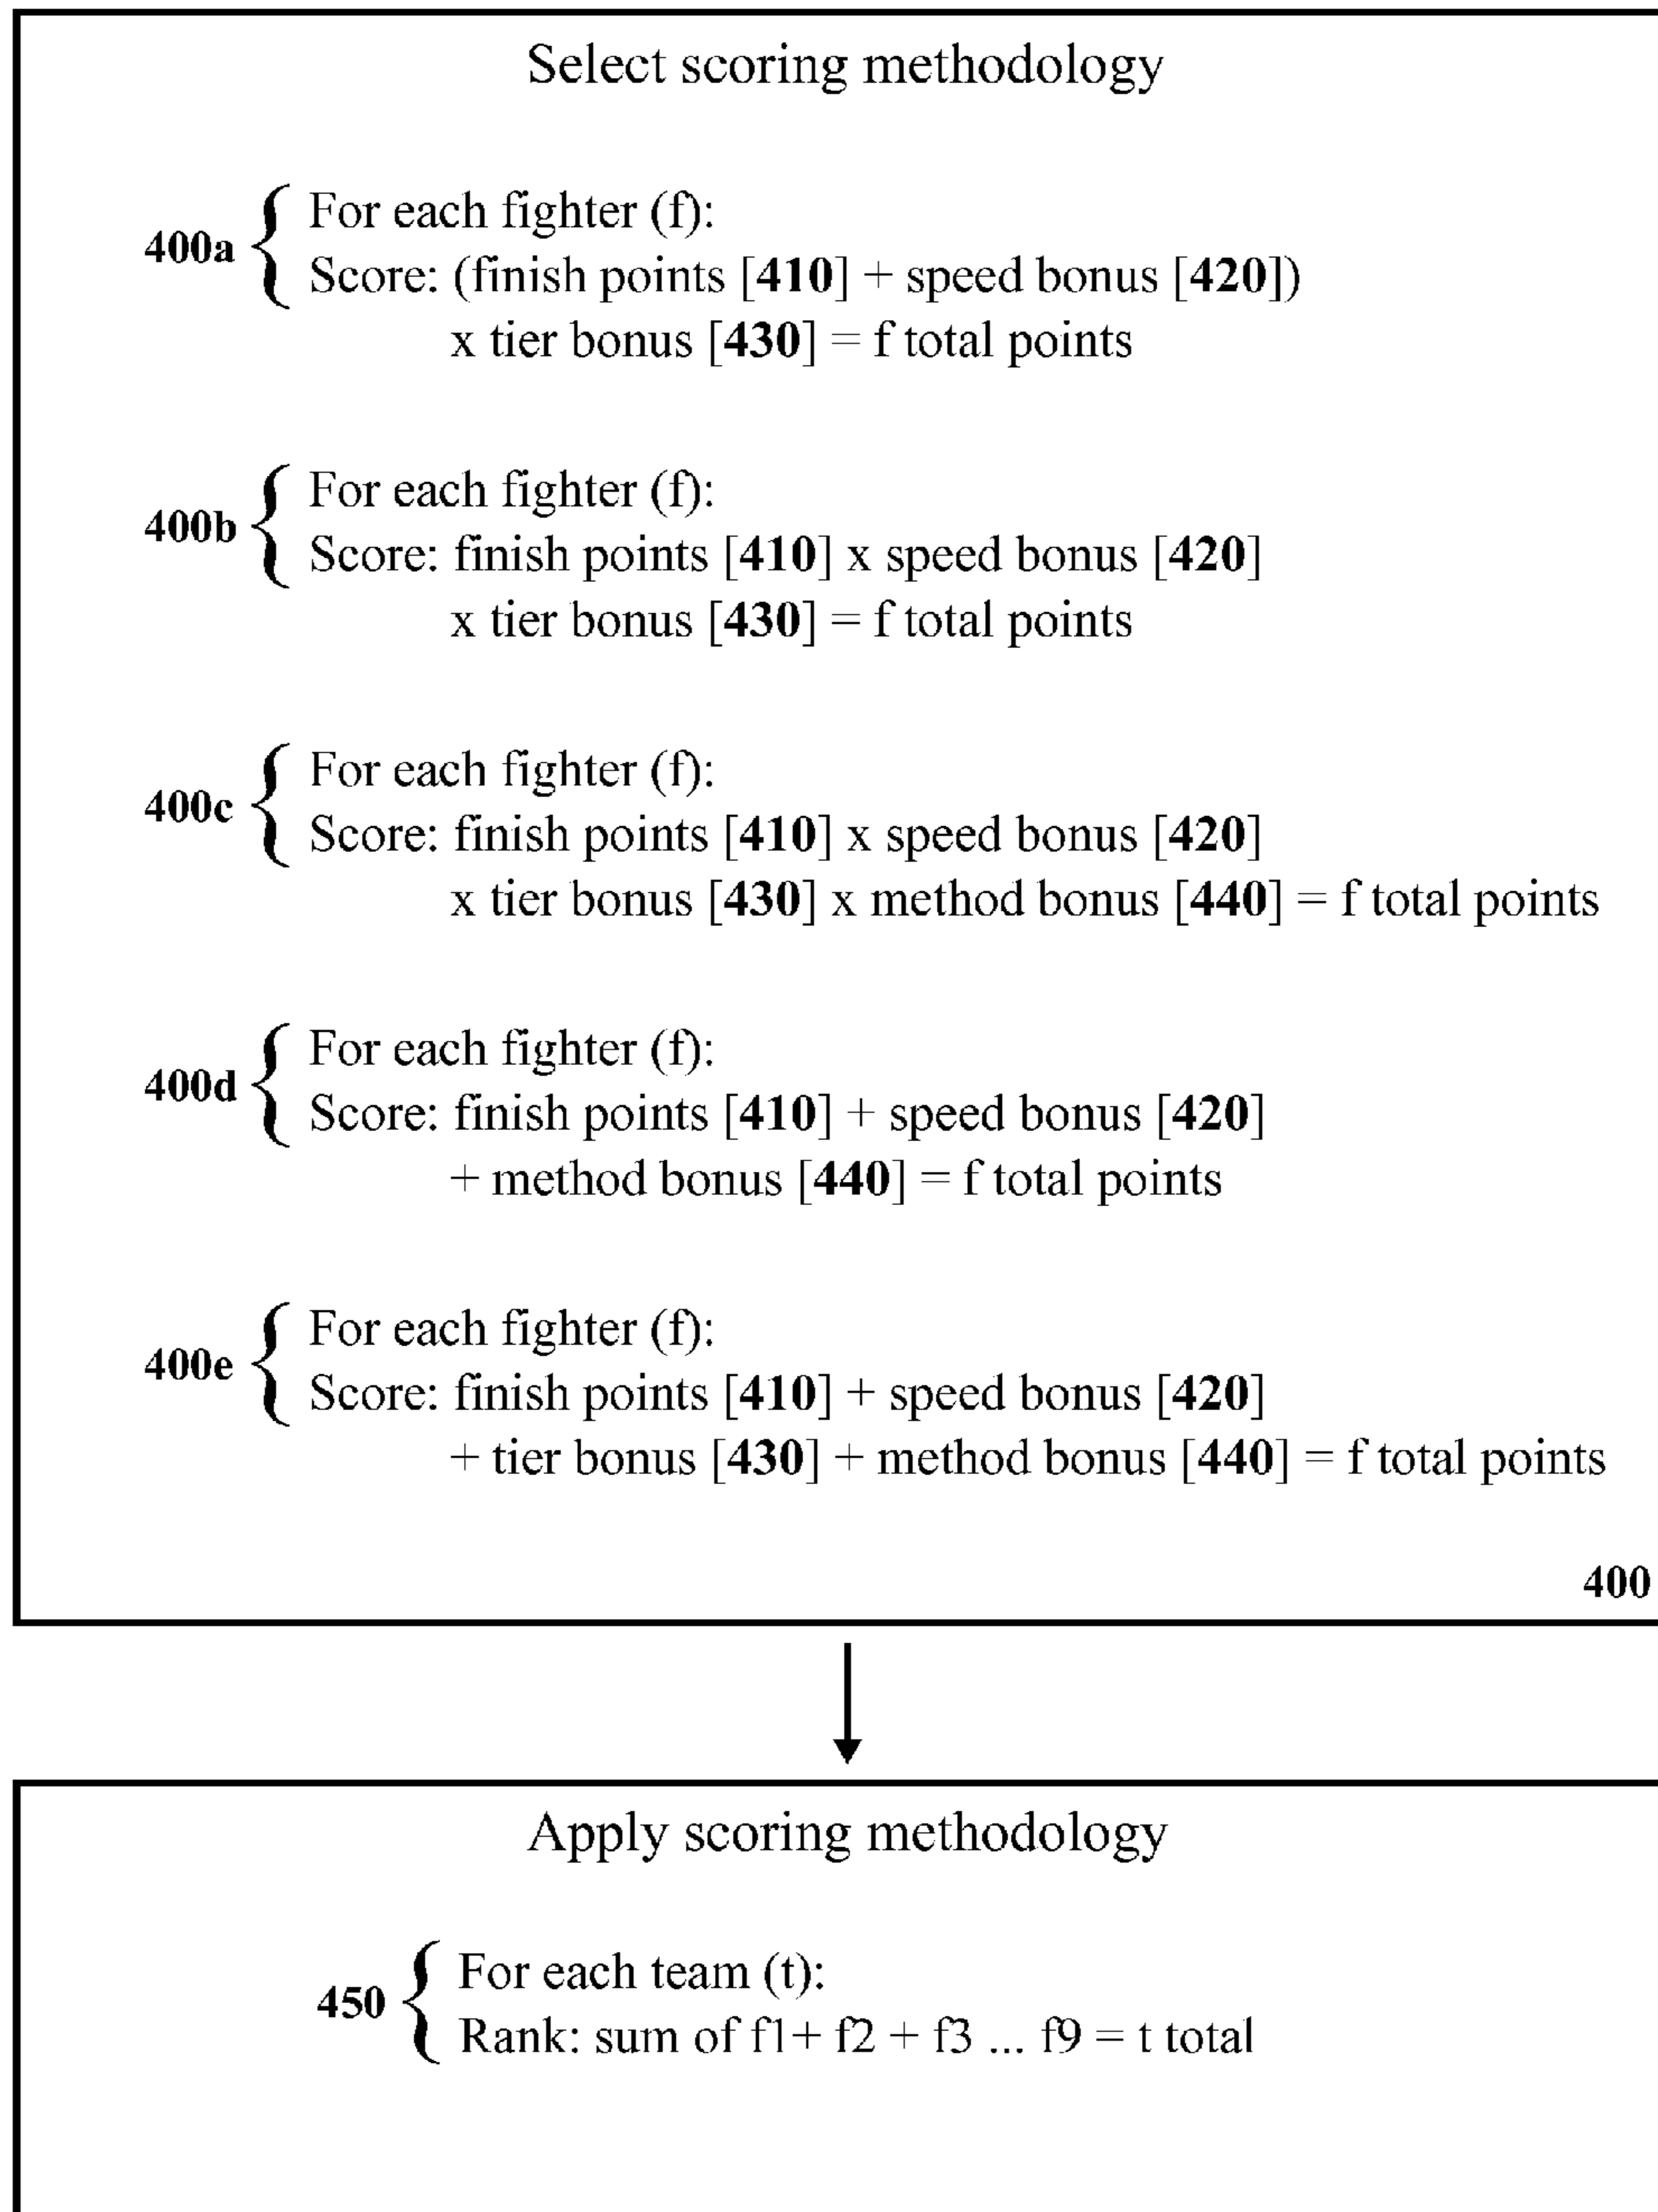 Select scoring methodology
For each fighter (f):
400a { Score: (finish points [410] + speed bonus [420])
x tier bonus [430] = f total points
For each fighter (f):
400b { Score: finish points [410] x speed bonus [420]
x tier bonus [430] = f total points
For each fighter (f):
400c { Score: finish points [410] x speed bonus [420]
x tier bonus [430] x method bonus [440] = f total points
For each fighter (f):
400d { Score: finish points [410] + speed bonus [420]
+ method bonus [440] = f total points
For each fighter (f):
400e { Score: finish points [410] + speed bonus [420]
+ tier bonus [430] + method bonus [440] = f total points
400
Apply scoring methodology
For each team (t):
450 { Rank: sum of f1+ f2 + f3 ... f9 = t total